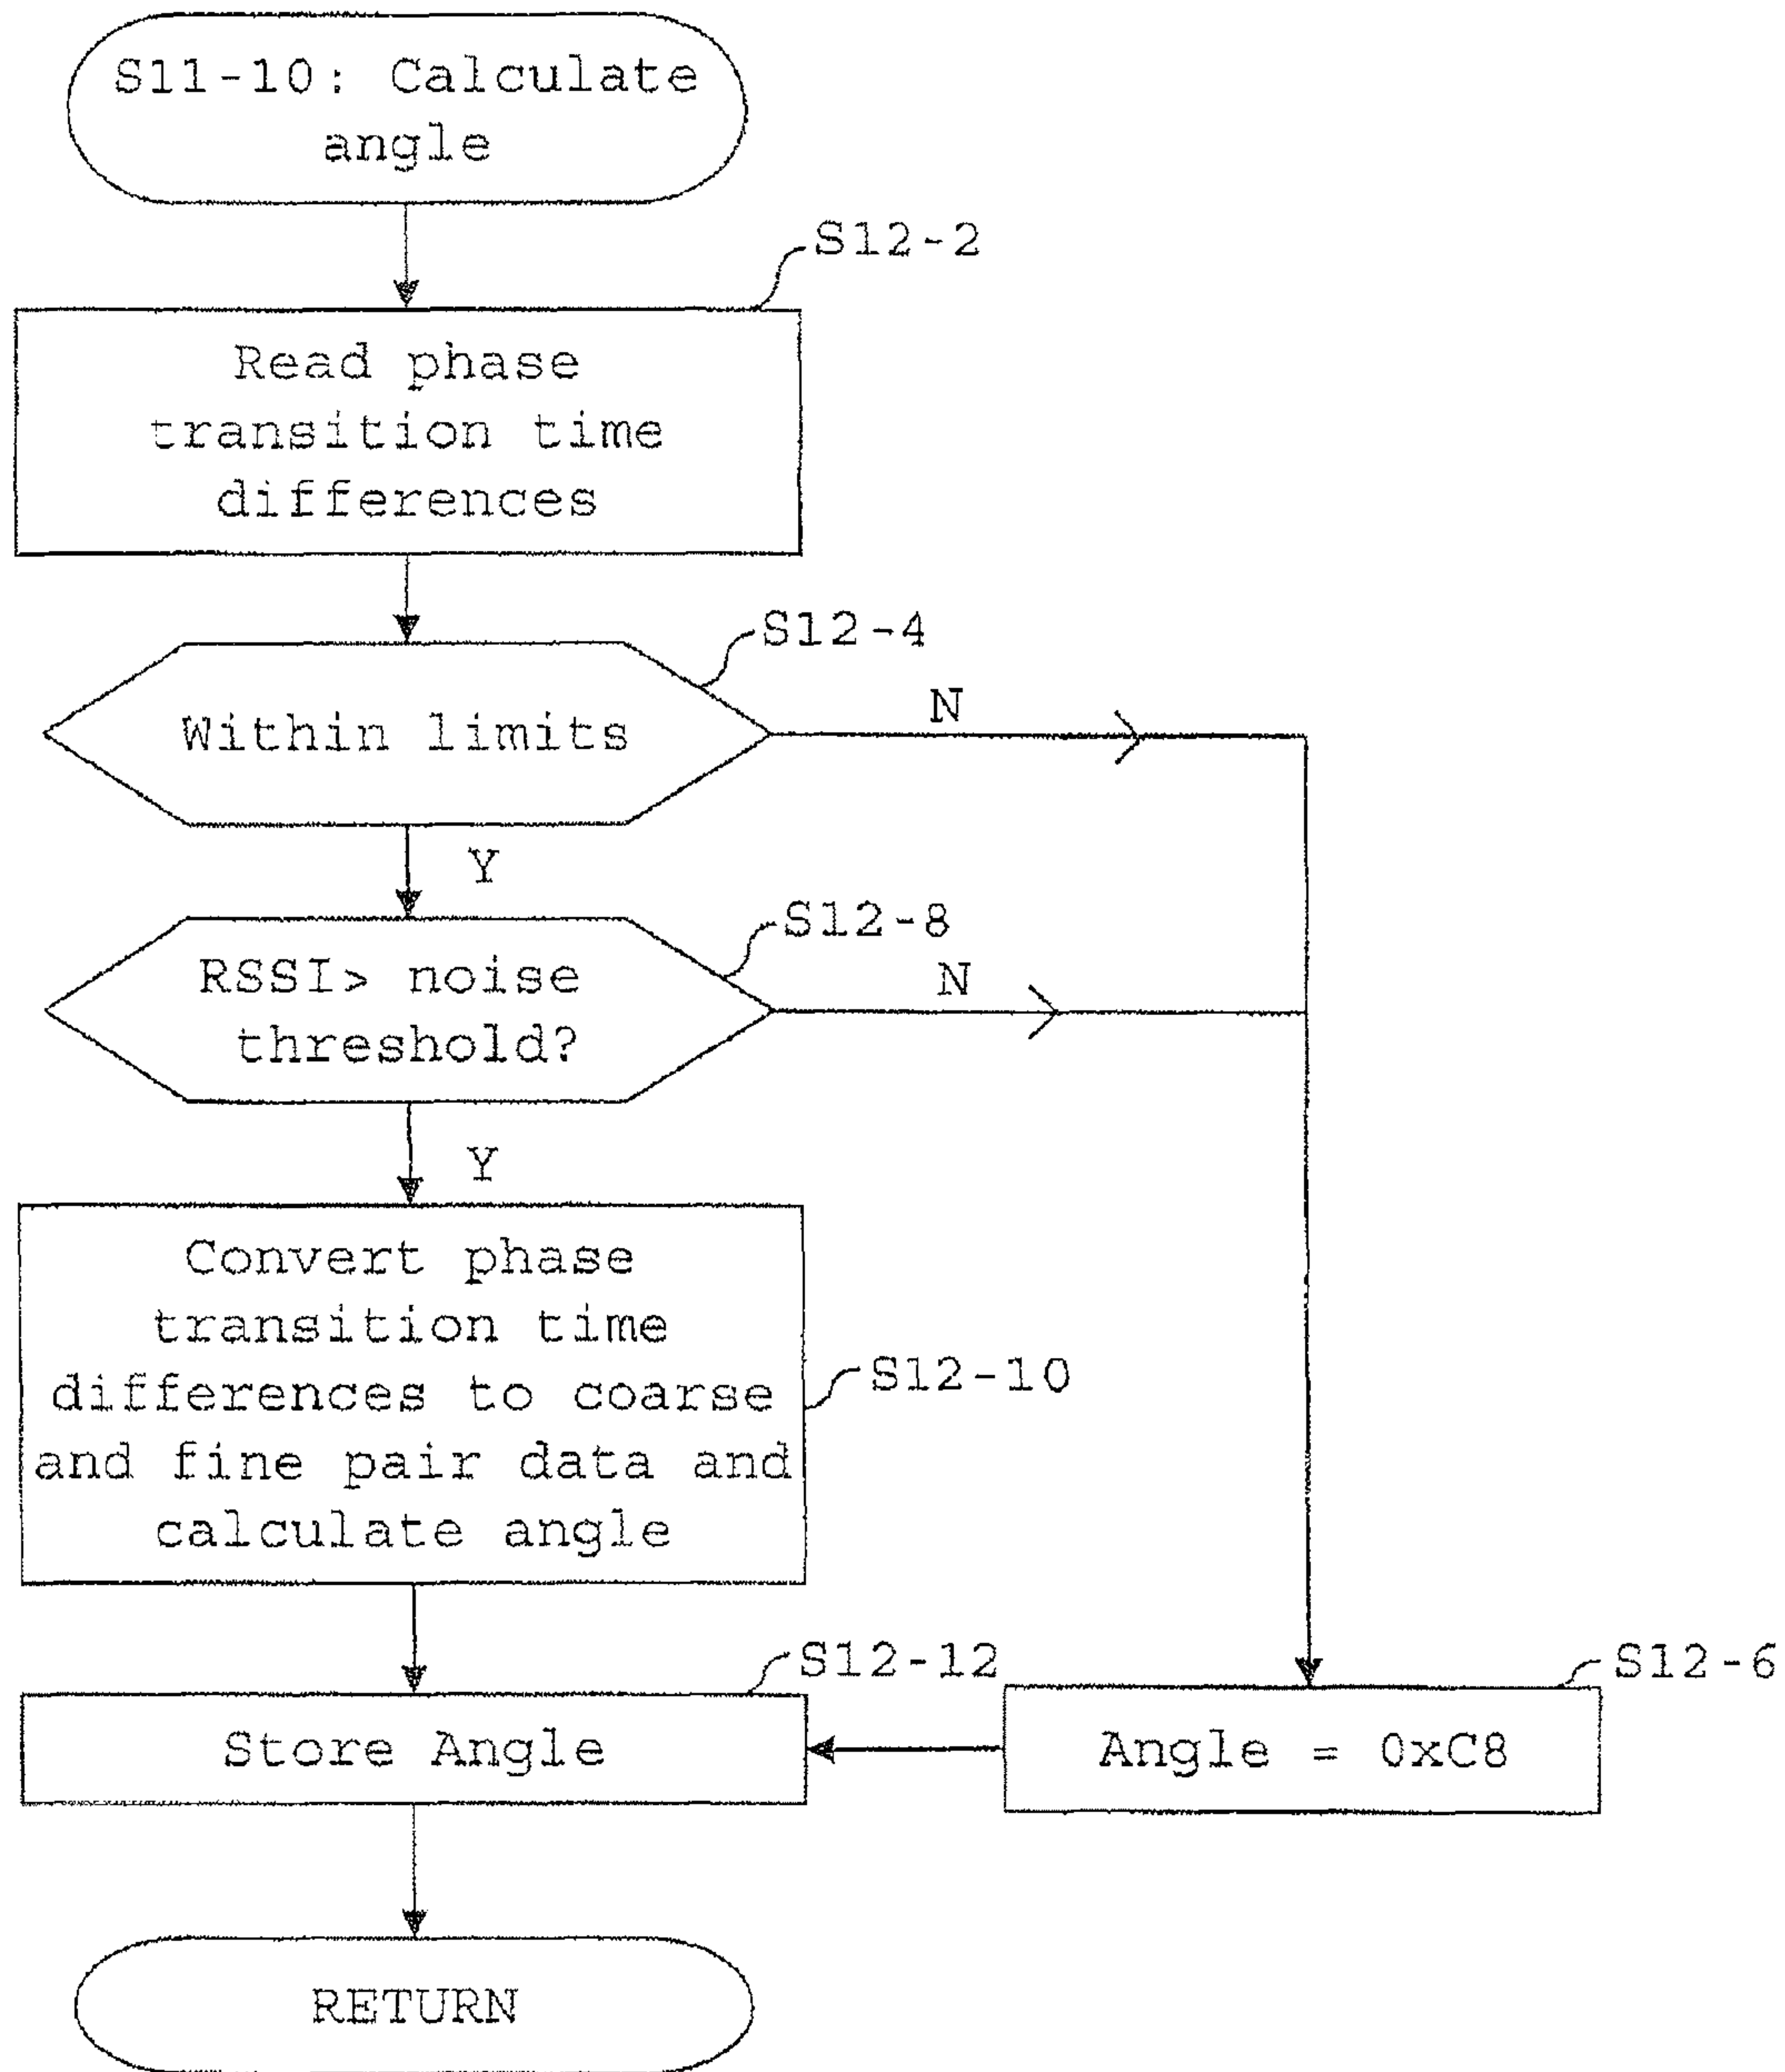 S11-10: Calculate
angle
S12-2
Read phase
transition time
differences
S12-4
Within limits
N
Y
S12-8
RSSI> noise
threshold?
N
Y
Convert phase
transition time
differences to coarse
and fine pair data and
calculate angle
S12-10
S12-12
Store Angle
S12-6
Angle = 0xC8
RETURN